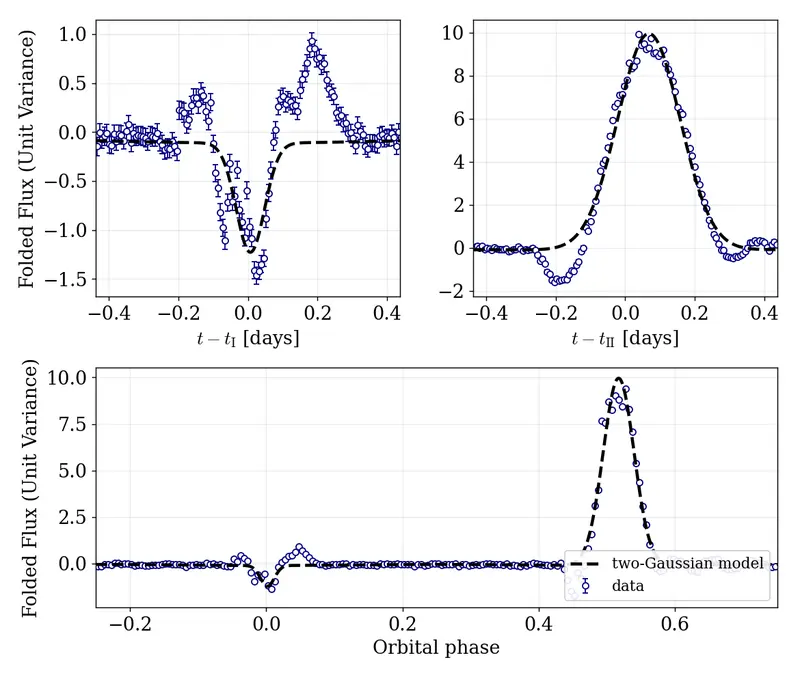 1.0
0.5
0.0
−0.5
−1.0
−1.5
Folded Flux (Unit Variance)
−0.4 −0.2 0.0 0.2 0.4
t − tI [days]
10
8
6
4
2
0
−2
−0.4 −0.2 0.0 0.2 0.4
t − tII [days]
10.0
7.5
5.0
2.5
0.0
Folded Flux (Unit Variance)
two-Gaussian model
data
−0.2 0.0 0.2 0.4 0.6
Orbital phase